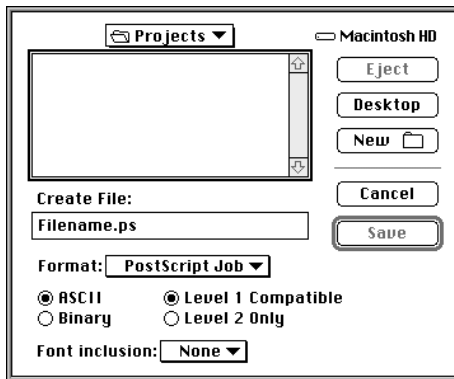 Projects
Macintosh HD
Eject
Desktop
New
Create File:
Cancel
Filename.ps
Save
Format: PostScript Job
ASCII Level 1 Compatible
Binary Level 2 Only
Font inclusion: None